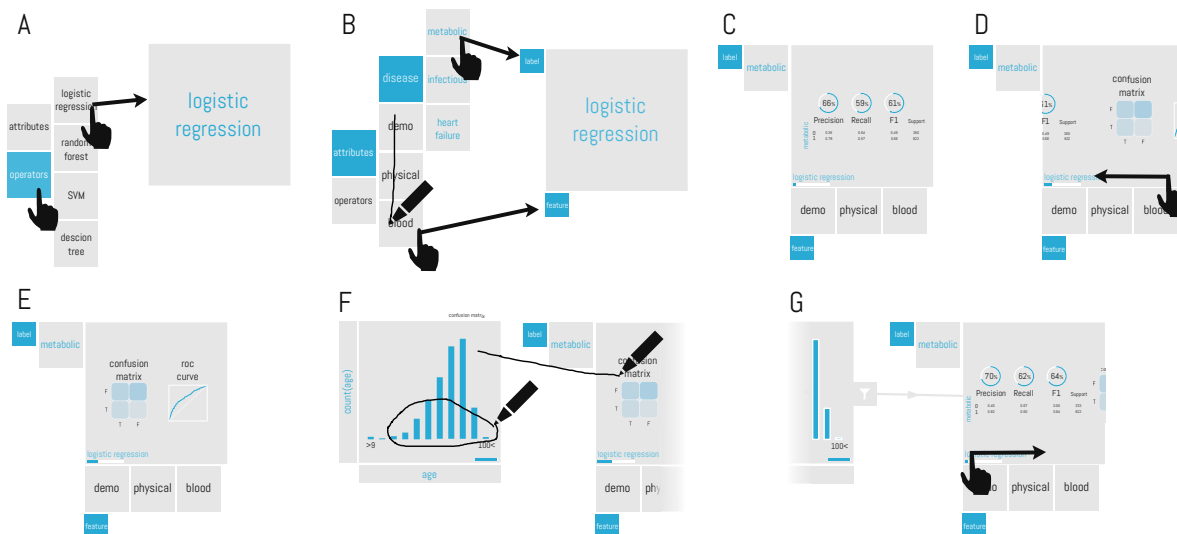 A
logistic
regression
attributes
random
forest
operators
SVM
descion
tree
logistic
regression
B
metabolic
label
disease
infectious
demo
heart
failure
attributes
physical
operators
blood
feature
logistic
regression
C
label
metabolic
66%
59%
61%
Precision
Recall
F1
Support
metabolic
logistic regression
demo
physical
blood
feature
D
label
metabolic
confusion
matrix
F1
Support
F
T
T
F
logistic regression
demo
physical
blood
feature
E
label
metabolic
confusion
matrix
roc
curve
F
T
T
F
logistic regression
demo
physical
blood
feature
F
confusion matrix
count(age)
>9
100<
age
label
metabolic
confusion
matrix
F
T
T
F
logistic regression
demo
phy
feature
G
100<
label
metabolic
70%
62%
64%
Precision
Recall
F1
Support
metabolic
F
T
logistic regression
demo
physical
blood
feature